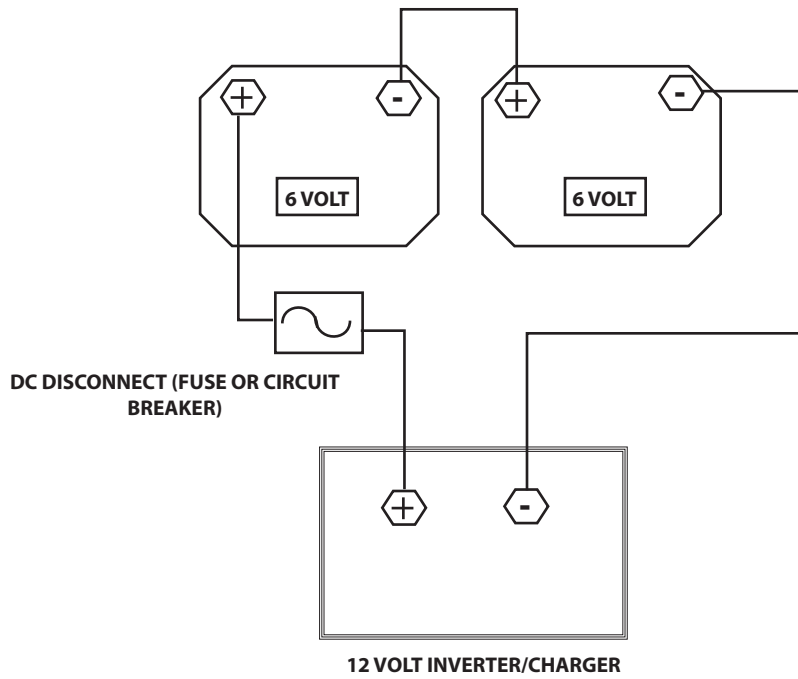 +
-
+
-
6 VOLT
6 VOLT
DC DISCONNECT (FUSE OR CIRCUIT
BREAKER)
+
-
12 VOLT INVERTER/CHARGER